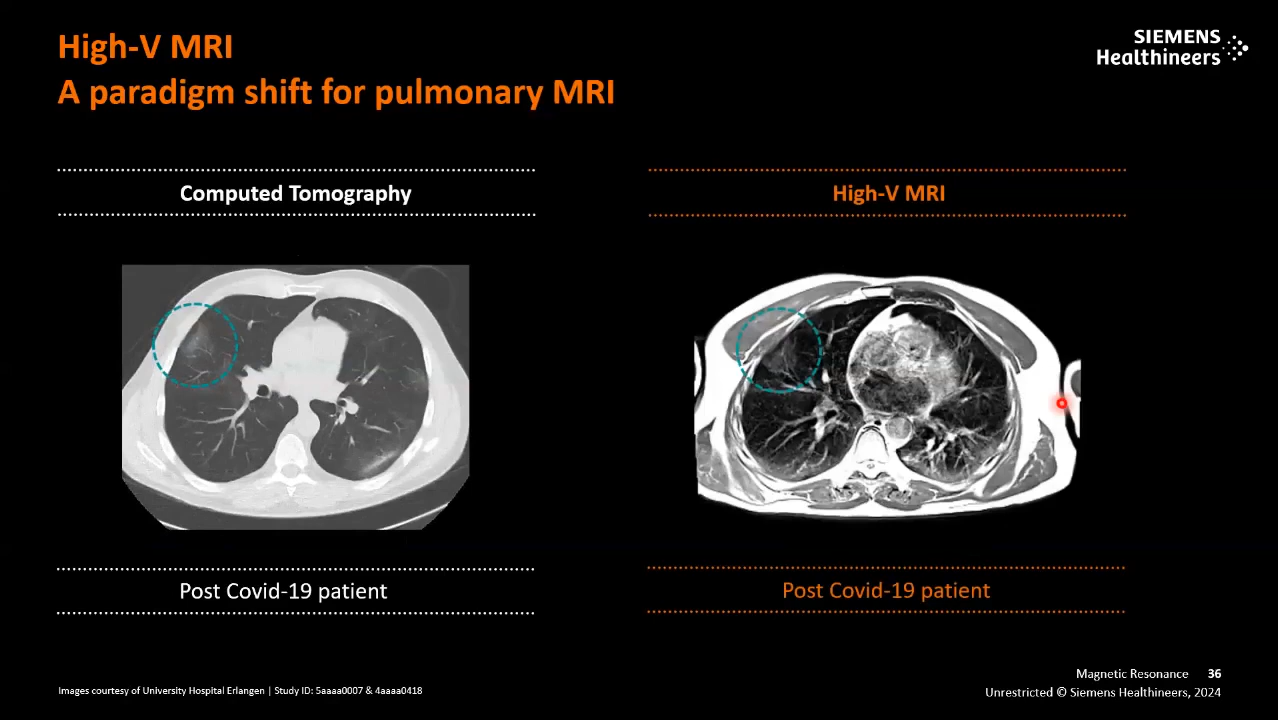 High-V MRI
A paradigm shift for pulmonary MRI
SIEMENS
Healthineers
Computed Tomography
High-V MRI
Post Covid-19 patient
Post Covid-19 patient
Images courtesy of University Hospital Erlangen | Study ID: 5aaaa0007 & 4aaaa0418
Magnetic Resonance 36
Unrestricted © Siemens Healthineers, 2024